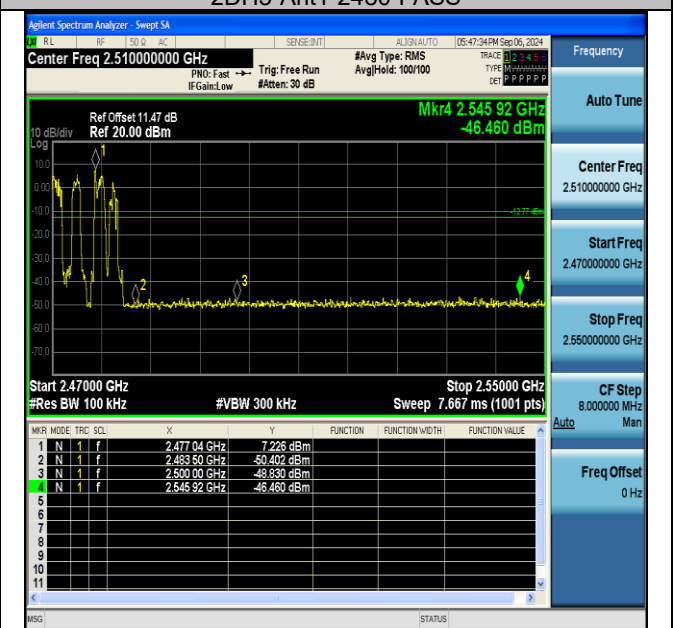 2DH5 Ant1 2480 PASS
Agilent Spectrum Analyzer - Swept SA
RL RF 50 Ω AC SENSE:INT ALIGN AUTO 05:47:34 PM Sep 06, 2024
Center Freq 2.510000000 GHz
PNO: Fast Trig: Free Run
IFGain:Low #Atten: 30 dB
#Avg Type: RMS
Avg|Hold: 100/100
TRACE 1 2 3 4 5 6
TYPE MWWWWW
DET P P P P P P
Frequency
Auto Tune
Center Freq
2.510000000 GHz
Start Freq
2.470000000 GHz
Stop Freq
2.550000000 GHz
CF Step
8.000000 MHz
Auto Man
Freq Offset
0 Hz
Mkr4 2.545 92 GHz
-46.460 dBm
Ref Offset 11.47 dB
10 dB/div Ref 20.00 dBm
Log
10.0
0.00
-10.0
-20.0
-30.0
-40.0
-50.0
-60.0
-70.0
1
2
3
4
-12.77 dBm
Start 2.47000 GHz Stop 2.55000 GHz
#Res BW 100 kHz #VBW 300 kHz Sweep 7.667 ms (1001 pts)
MKR MODE TRC SCL X Y FUNCTION FUNCTION WIDTH FUNCTION VALUE
1 N 1 f 2.477 04 GHz 7.226 dBm
2 N 1 f 2.483 50 GHz -50.402 dBm
3 N 1 f 2.500 00 GHz -48.830 dBm
4 N 1 f 2.545 92 GHz -46.460 dBm
5
6
7
8
9
10
11
MSG STATUS